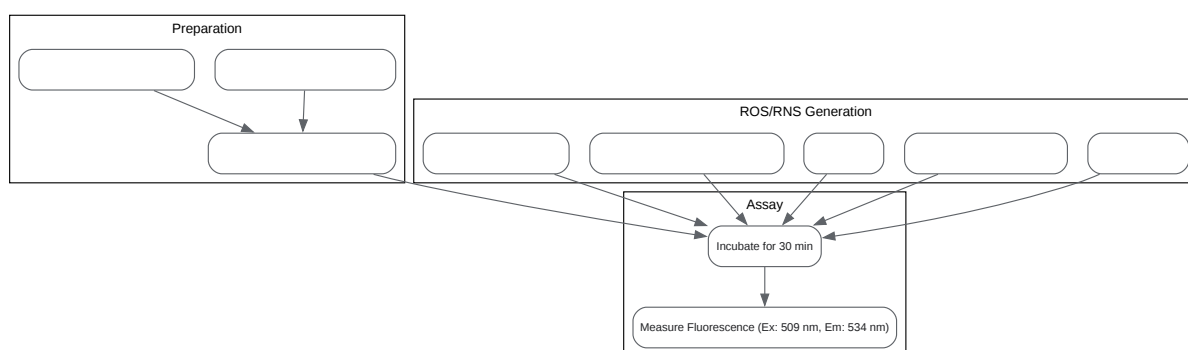 Preparation
ROS/RNS Generation
Assay
Incubate for 30 min
Measure Fluorescence (Ex: 509 nm, Em: 534 nm)